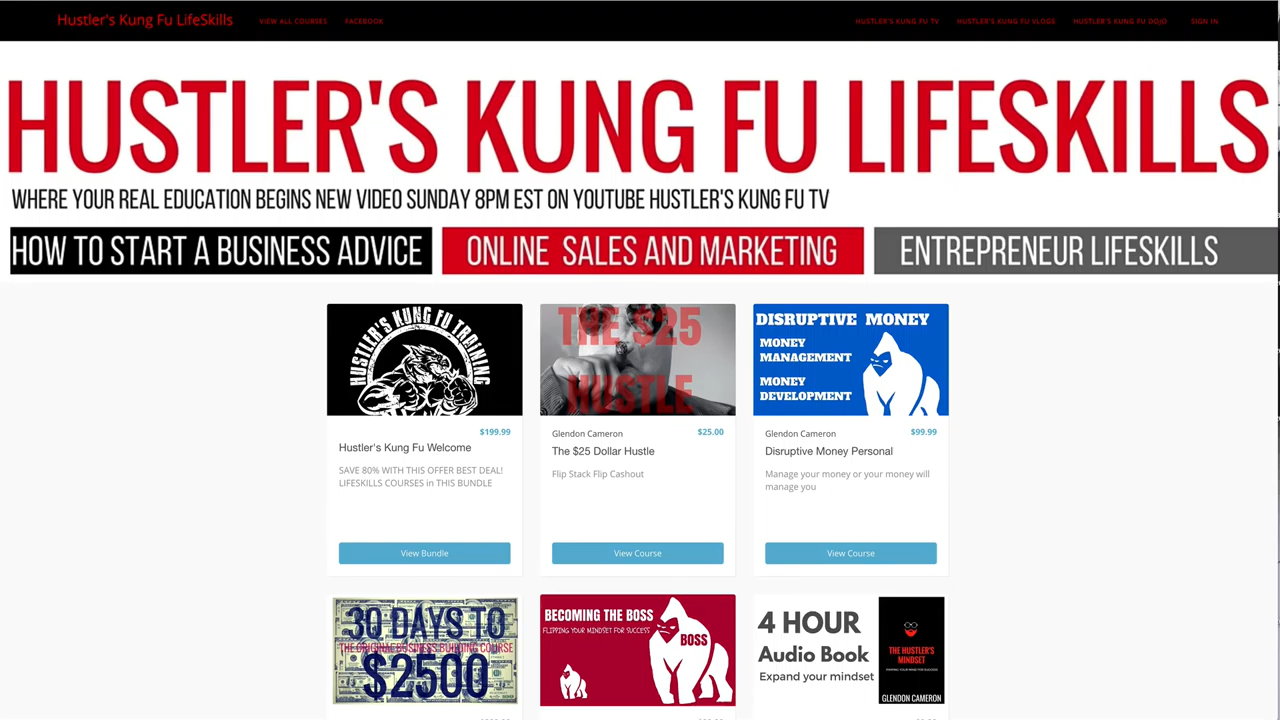 Hustler's Kung Fu LifeSkills
VIEW ALL COURSES
FACEBOOK
HUSTLER'S KUNG FU TV
HUSTLER'S KUNG FU VLOGS
HUSTLER'S KUNG FU DOJO
SIGN IN
HUSTLER'S KUNG FU LIFESKILLS
WHERE YOUR REAL EDUCATION BEGINS NEW VIDEO SUNDAY 8PM EST ON YOUTUBE HUSTLER'S KUNG FU TV
HOW TO START A BUSINESS ADVICE
ONLINE SALES AND MARKETING
ENTREPRENEUR LIFESKILLS
HUSTLER'S KUNG FU TRAINING
$199.99
Hustler's Kung Fu Welcome
SAVE 80% WITH THIS OFFER BEST DEAL!
LIFESKILLS COURSES in THIS BUNDLE
View Bundle
THE $25
HUSTLE
Glendon Cameron
$25.00
The $25 Dollar Hustle
Flip Stack Flip Cashout
View Course
DISRUPTIVE MONEY
MONEY
MANAGEMENT
MONEY
DEVELOPMENT
Glendon Cameron
$99.99
Disruptive Money Personal
Manage your money or your money will
manage you
View Course
30 DAYS TO
THE ORIGINAL BUSINESS BUILDING COURSE
$2500
BECOMING THE BOSS
FLIPPING YOUR MINDSET FOR SUCCESS
BOSS
4 HOUR
Audio Book
Expand your mindset
THE HUSTLER'S
MINDSET
GLENDON CAMERON